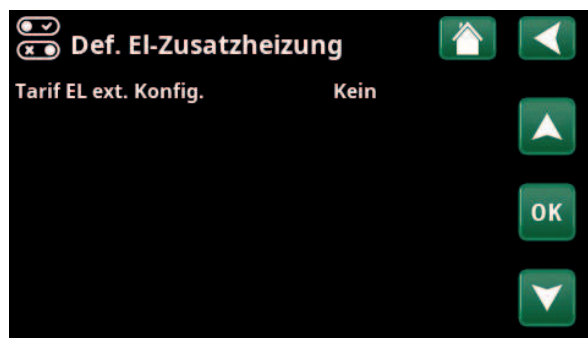 Def. El-Zusatzheizung
Tarif EL ext. Konfig. Kein
OK